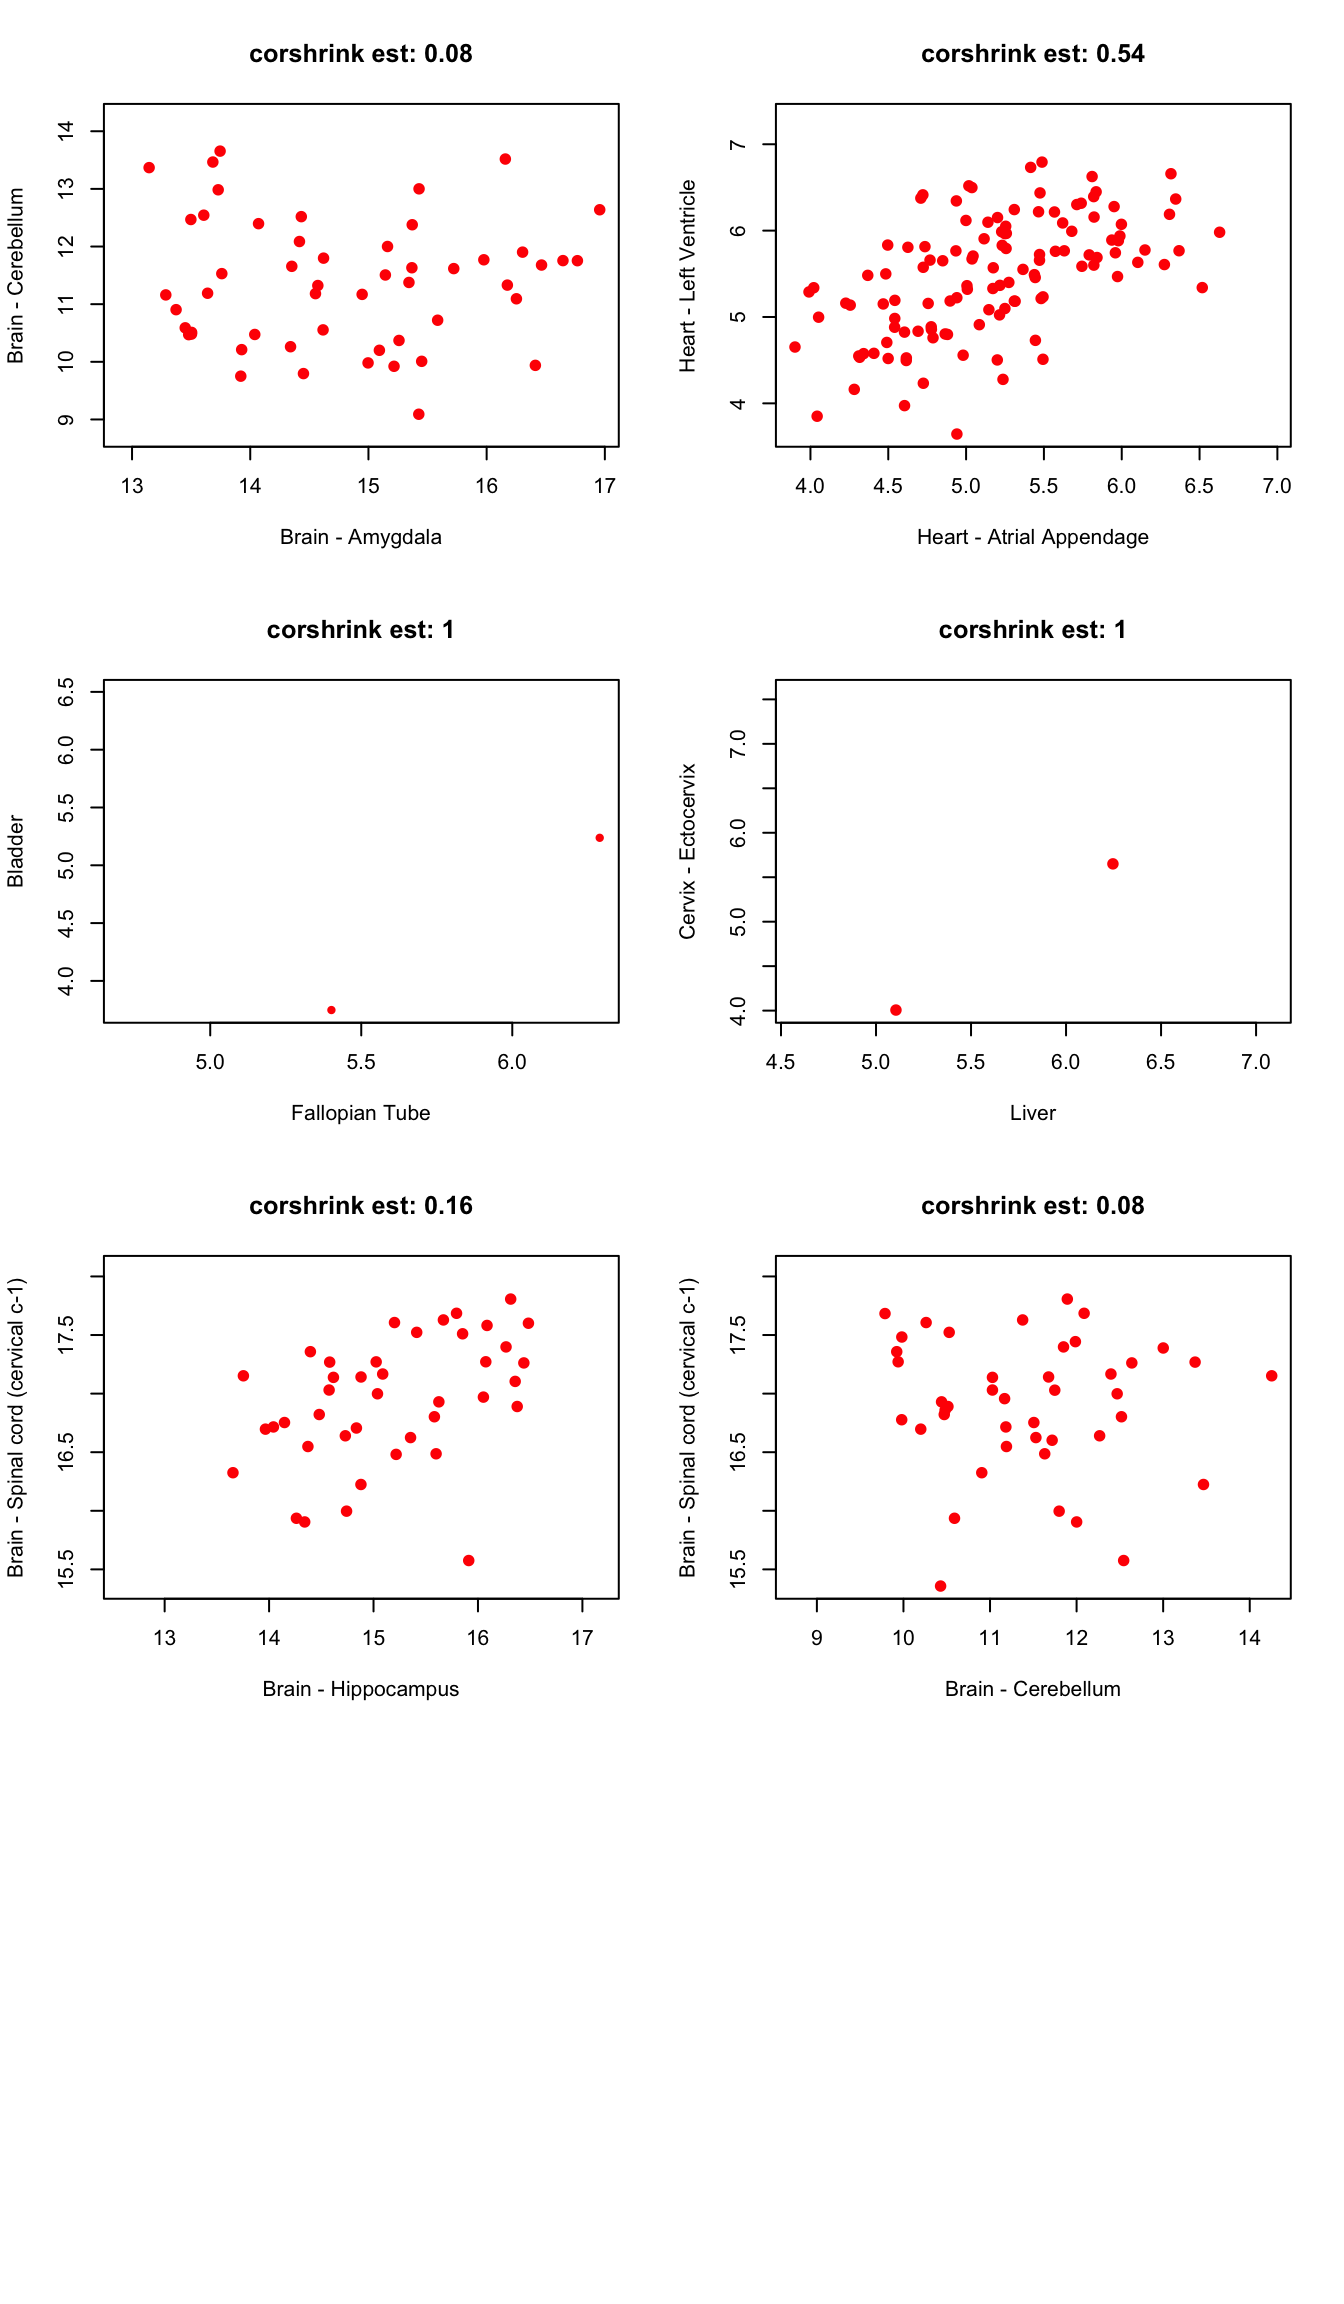 corshrink est: 0.08
Brain - Cerebellum
14
13
12
11
10
9
13 14 15 16 17
Brain - Amygdala
corshrink est: 0.54
Heart - Left Ventricle
7
6
5
4
4.0 4.5 5.0 5.5 6.0 6.5 7.0
Heart - Atrial Appendage
corshrink est: 1
Bladder
6.5
6.0
5.5
5.0
4.5
4.0
5.0 5.5 6.0
Fallopian Tube
corshrink est: 1
Cervix - Ectocervix
7.0
6.0
5.0
4.0
4.5 5.0 5.5 6.0 6.5 7.0
Liver
corshrink est: 0.16
Brain - Spinal cord (cervical c-1)
17.5
16.5
15.5
13 14 15 16 17
Brain - Hippocampus
corshrink est: 0.08
Brain - Spinal cord (cervical c-1)
17.5
16.5
15.5
9 10 11 12 13 14
Brain - Cerebellum